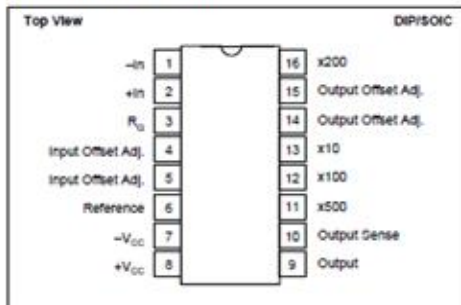 Top View DIP/SOIC
–In 1 16 x200
+In 2 15 Output Offset Adj.
RG 3 14 Output Offset Adj.
Input Offset Adj. 4 13 x10
Input Offset Adj. 5 12 x100
Reference 6 11 x500
–VCC 7 10 Output Sense
+VCC 8 9 Output